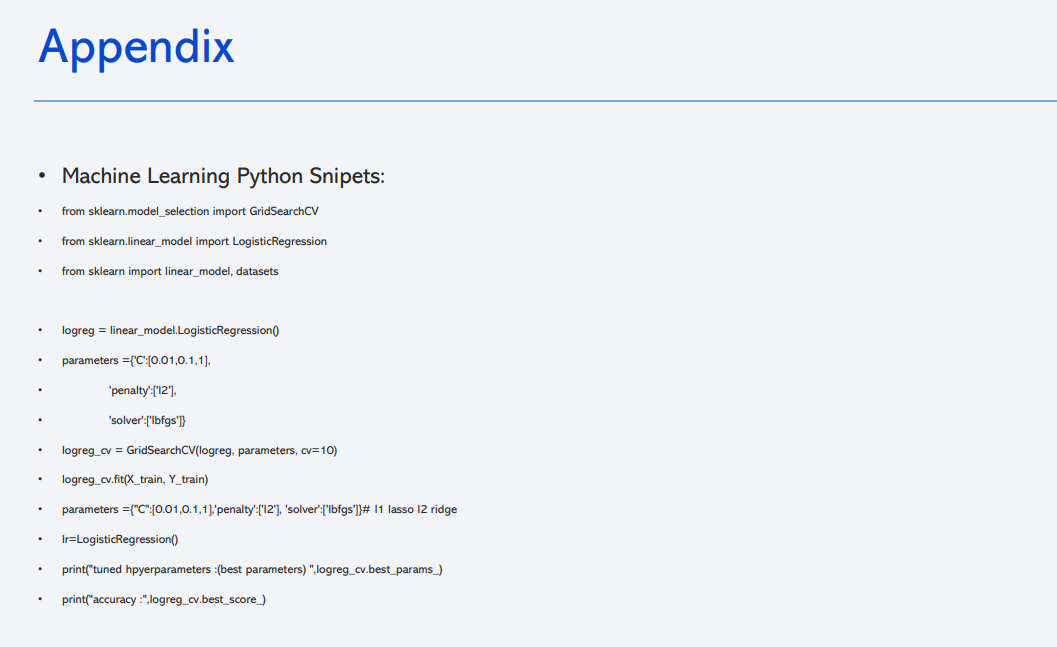 Appendix
• Machine Learning Python Snipets:
• from sklearn.model_selection import GridSearchCV
• from sklearn.linear_model import LogisticRegression
• from sklearn import linear_model, datasets
• logreg = linear_model.LogisticRegression()
• parameters ={'C':[0.01,0.1,1],
• 'penalty':['l2'],
• 'solver':['lbfgs']}
• logreg_cv = GridSearchCV(logreg, parameters, cv=10)
• logreg_cv.fit(X_train, Y_train)
• parameters ={"C":[0.01,0.1,1],'penalty':['l2'], 'solver':['lbfgs']}# l1 lasso l2 ridge
• lr=LogisticRegression()
• print("tuned hpyerparameters :(best parameters) ",logreg_cv.best_params_)
• print("accuracy :",logreg_cv.best_score_)